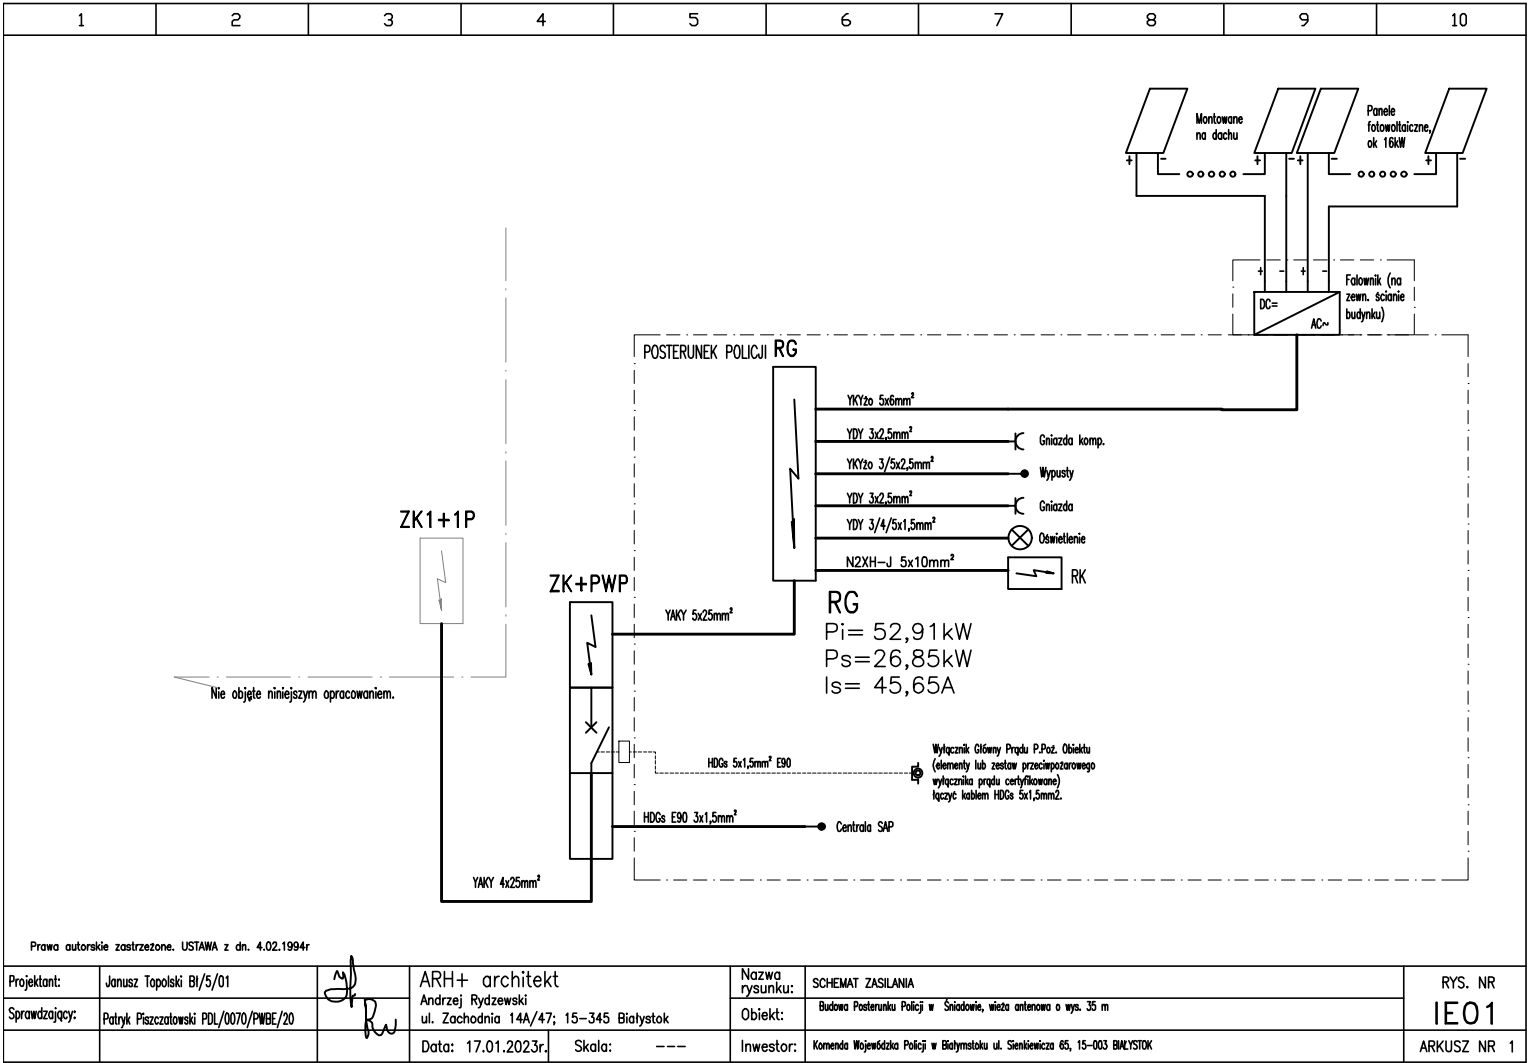 1 2 3 4 5 6 7 8 9 10
Montowane
na dachu
Panele
fotowoltaiczne,
ok 16kW
+ - + - + - + -
+ - + -
Falownik (na
zewn. ścianie
budynku)
DC=
AC~
POSTERUNEK POLICJI RG
YKYżo 5x6mm²
YDY 3x2,5mm²
Gniazda komp.
YKYżo 3/5x2,5mm²
Wypusty
YDY 3x2,5mm²
Gniazda
YDY 3/4/5x1,5mm²
Oświetlenie
N2XH-J 5x10mm²
RK
ZK1+1P
ZK+PWP
YAKY 5x25mm²
RG
Pi= 52,91kW
Ps=26,85kW
Is= 45,65A
Nie objęte niniejszym opracowaniem.
HDGs 5x1,5mm² E90
Wyłącznik Główny Prądu P.Poż. Obiektu
(elementy lub zestaw przeciwpożarowego
wyłącznika prądu certyfikowane)
łączyć kablem HDGs 5x1,5mm2.
HDGs E90 3x1,5mm²
Centrala SAP
YAKY 4x25mm²
Prawa autorskie zastrzeżone. USTAWA z dn. 4.02.1994r
Projektant: Janusz Topolski Bł/5/01
Sprawdzający: Patryk Piszczatowski PDL/0070/PWBE/20
ARH+ architekt
Andrzej Rydzewski
ul. Zachodnia 14A/47; 15-345 Białystok
Data: 17.01.2023r. Skala: ---
Nazwa
rysunku: SCHEMAT ZASILANIA
Obiekt: Budowa Posterunku Policji w Śniadowie, wieża antenowa o wys. 35 m
Inwestor: Komenda Wojewódzka Policji w Białymstoku ul. Sienkiewicza 65, 15-003 BIAŁYSTOK
RYS. NR
IE01
ARKUSZ NR 1